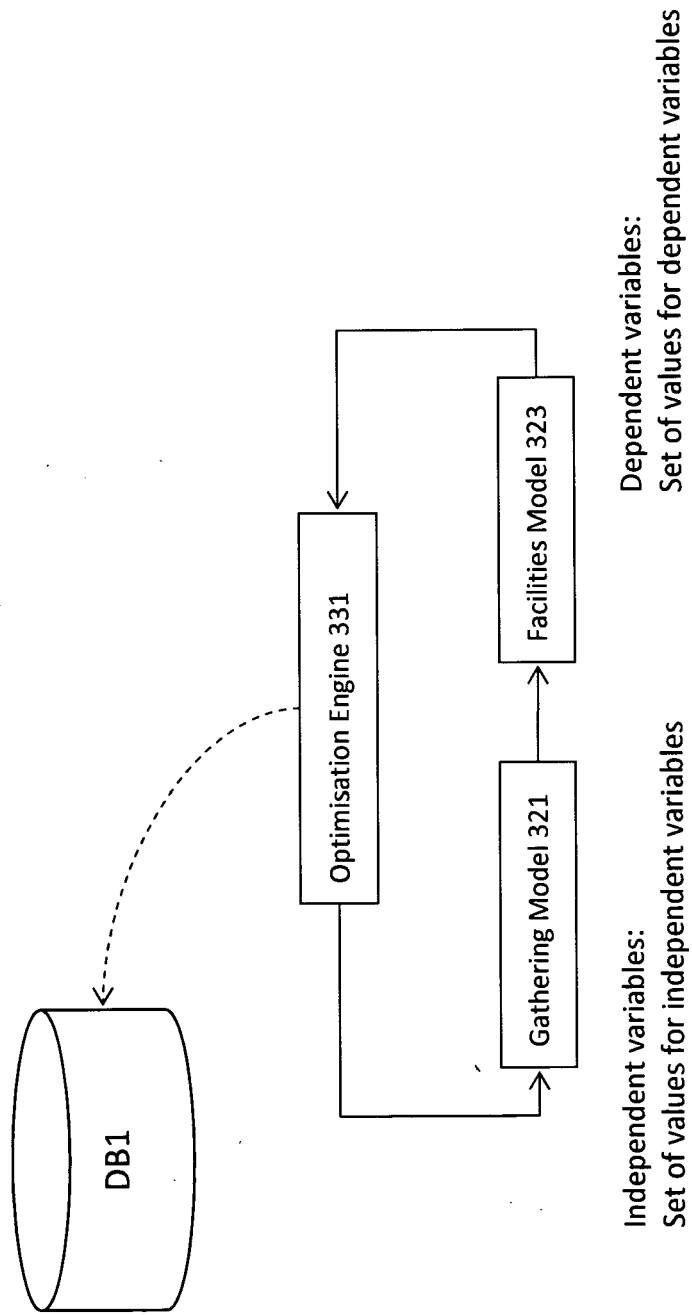 DB1
Optimisation Engine 331
Gathering Model 321
Facilities Model 323
Independent variables:
Set of values for independent variables
Dependent variables:
Set of values for dependent variables